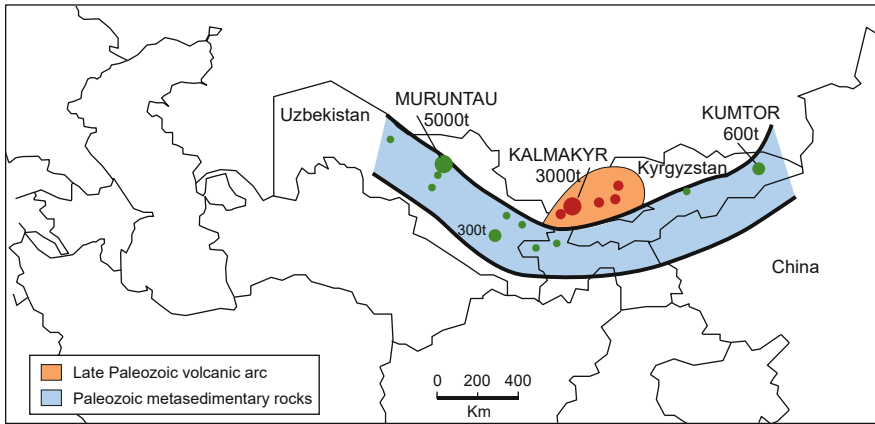 Uzbekistan
MURUNTAU
5000t
KALMAKYR
3000t
Kyrgyzstan
KUMTOR
600t
300t
China
Late Paleozoic volcanic arc
Paleozoic metasedimentary rocks
0 200 400
Km